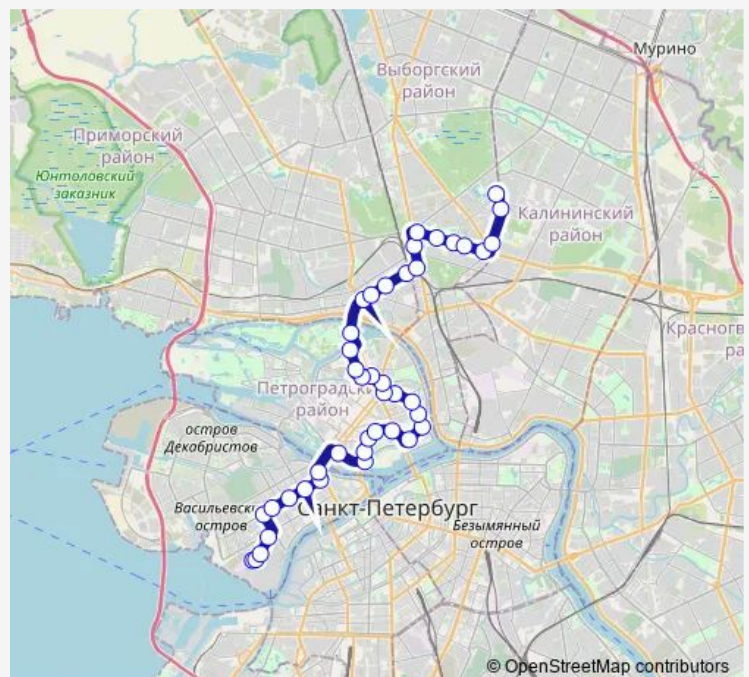 Мурино
Выборгский
район
Приморский
район
Юнтоловский
заказник
Калининский
район
Красногв
ра
Петроградски
район
остров
Декабристов
Васильевск
остров
Санкт-Петербург
Безымянный
остров
© OpenStreetMap contributors